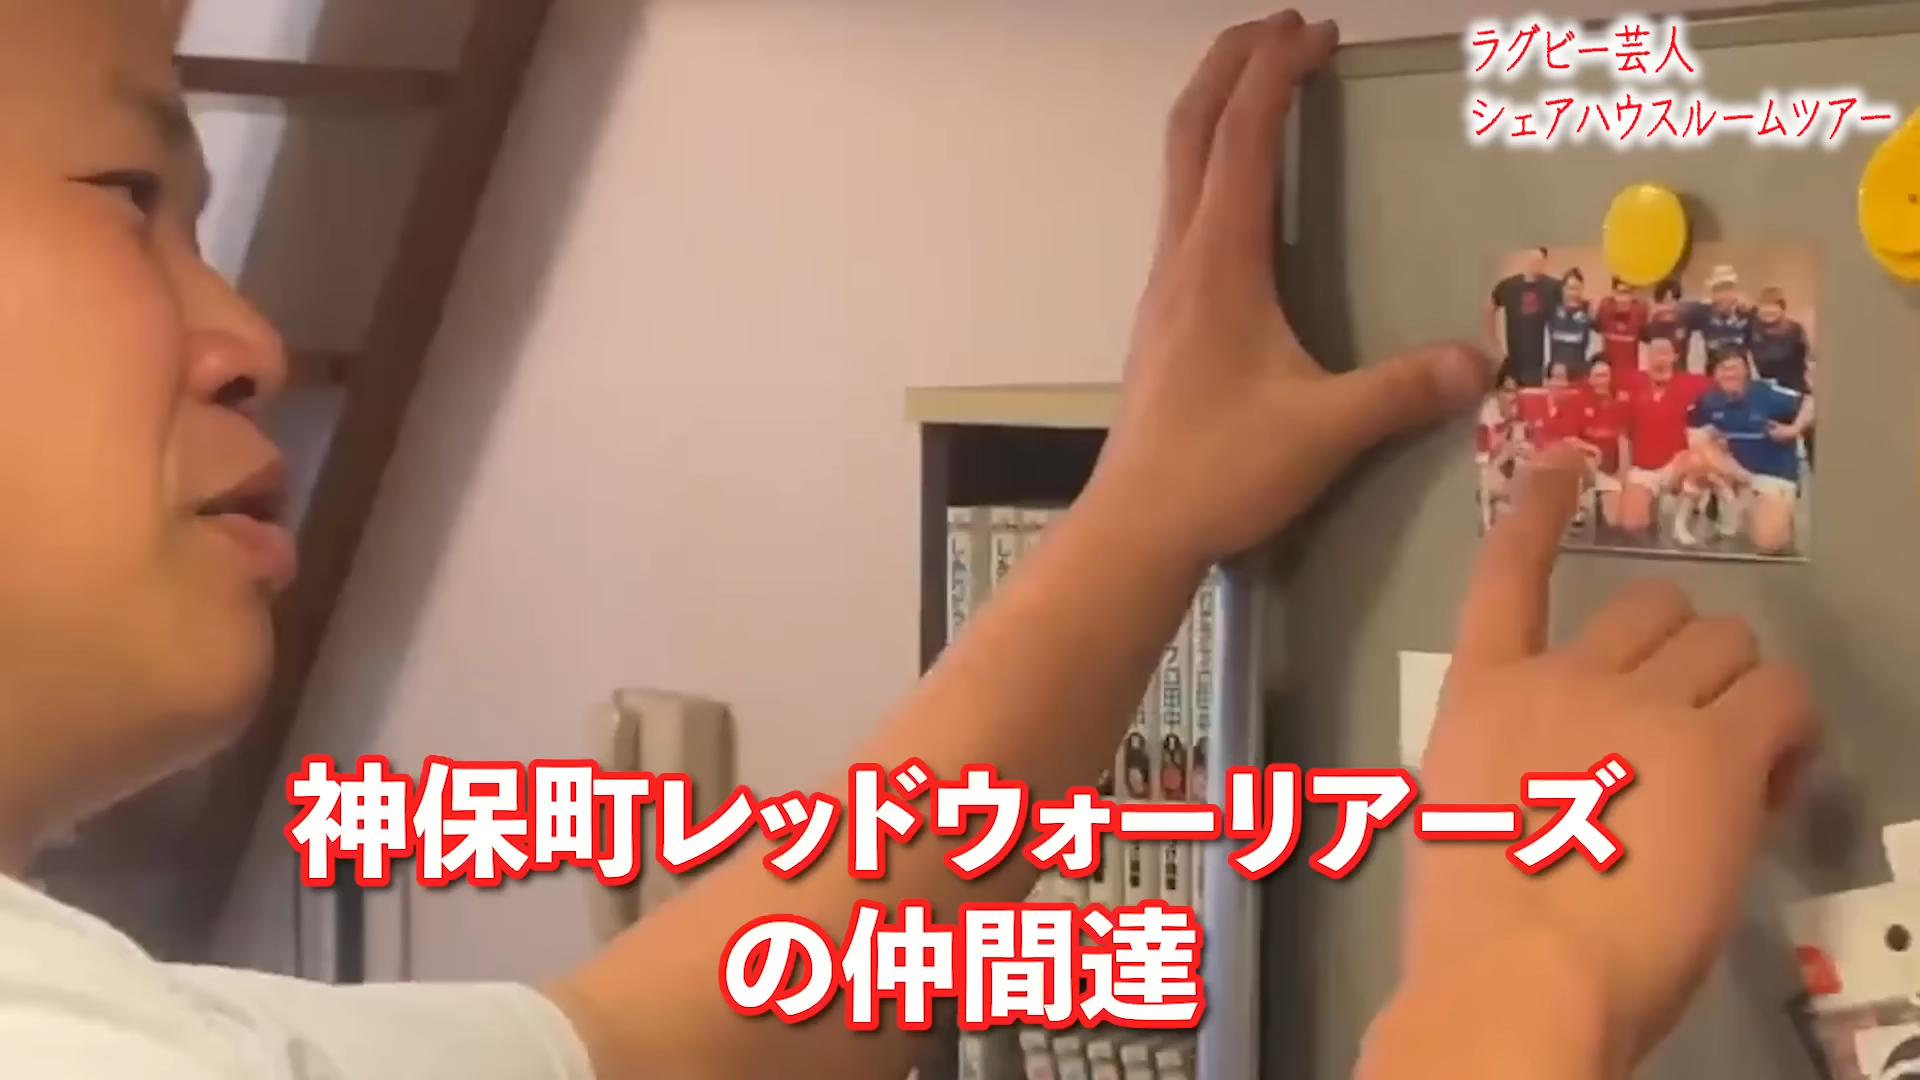 ラグビー芸人
シェアハウスルームツアー
神保町レッドウォーリアーズ
の仲間達